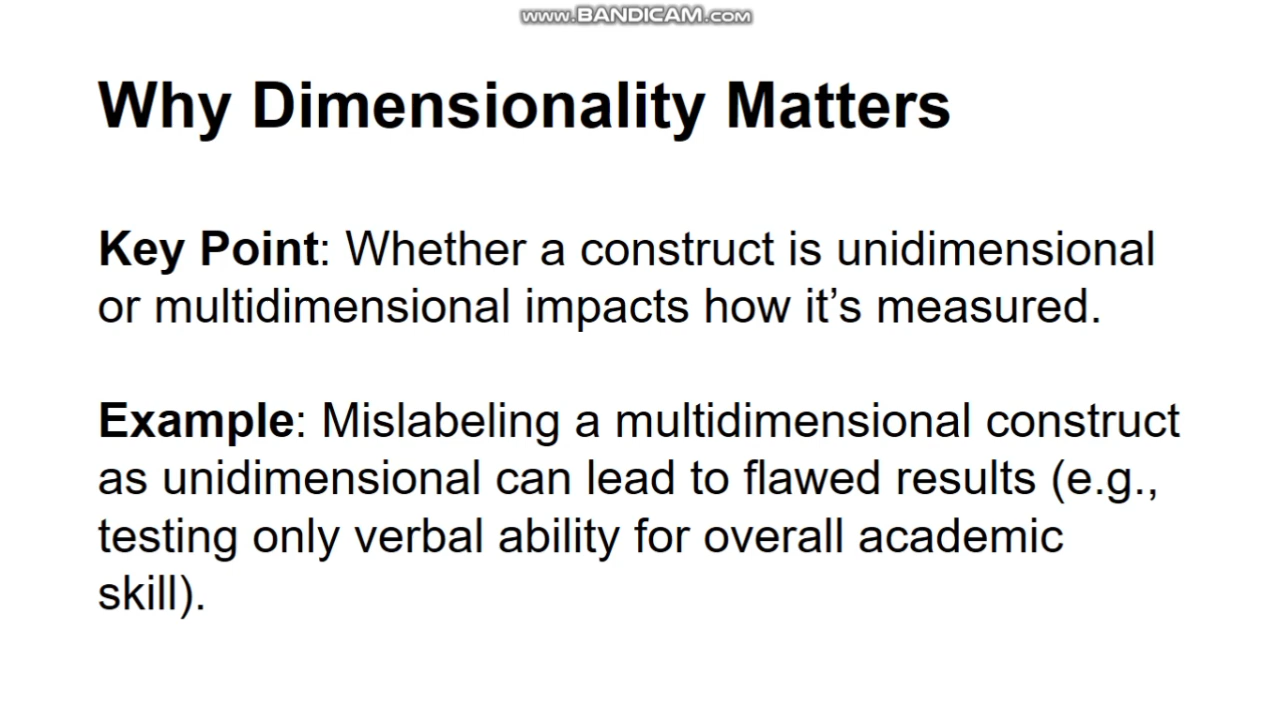 www.BANDICAM.com
Why Dimensionality Matters
Key Point: Whether a construct is unidimensional
or multidimensional impacts how it’s measured.
Example: Mislabeling a multidimensional construct
as unidimensional can lead to flawed results (e.g.,
testing only verbal ability for overall academic
skill).